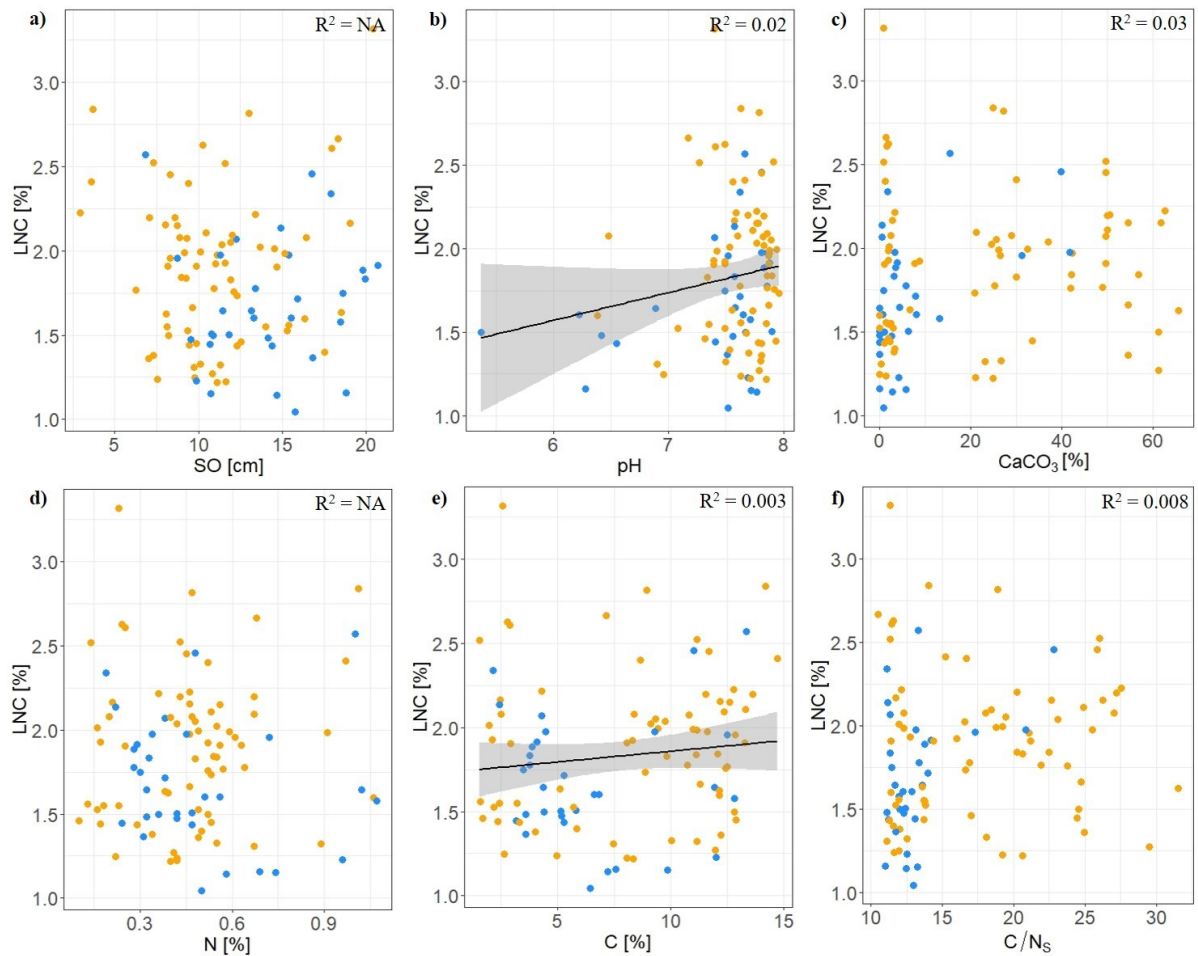 a)
R² = NA
LNC [%]
3.0
2.5
2.0
1.5
1.0
5
10
15
20
SO [cm]
b)
R² = 0.02
LNC [%]
3.0
2.5
2.0
1.5
1.0
6
7
8
pH
c)
R² = 0.03
LNC [%]
3.0
2.5
2.0
1.5
1.0
0
20
40
60
CaCO₃ [%]
d)
R² = NA
LNC [%]
3.0
2.5
2.0
1.5
1.0
0.3
0.6
0.9
N [%]
e)
R² = 0.003
LNC [%]
3.0
2.5
2.0
1.5
1.0
5
10
15
C [%]
f)
R² = 0.008
LNC [%]
3.0
2.5
2.0
1.5
1.0
10
15
20
25
30
C/Nₛ